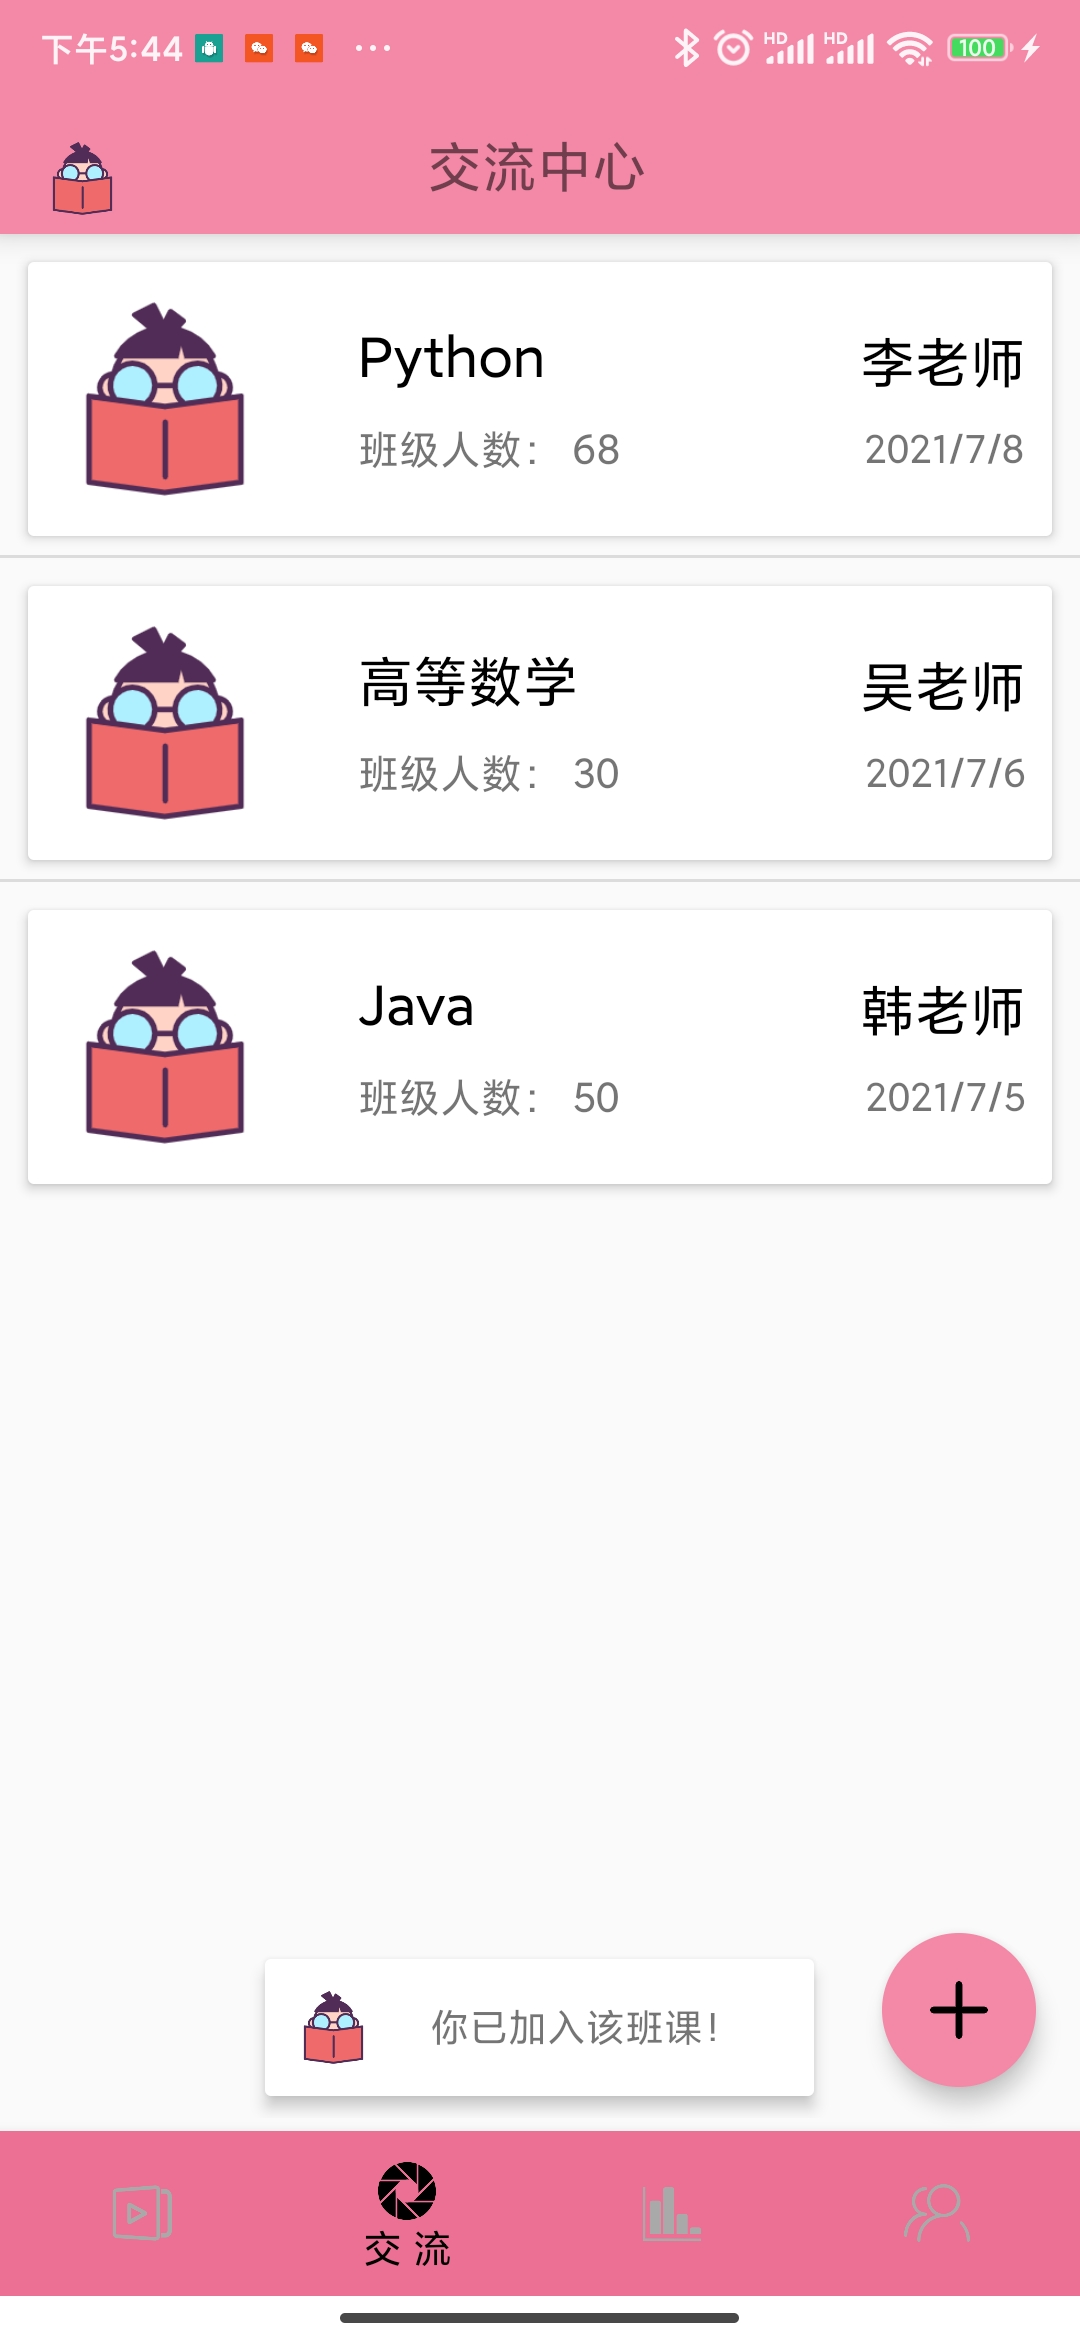 下午5:44
HD HD 100
交流中心
Python 李老师
班级人数： 68 2021/7/8
高等数学 吴老师
班级人数： 30 2021/7/6
Java 韩老师
班级人数： 50 2021/7/5
你已加入该班课！
交 流